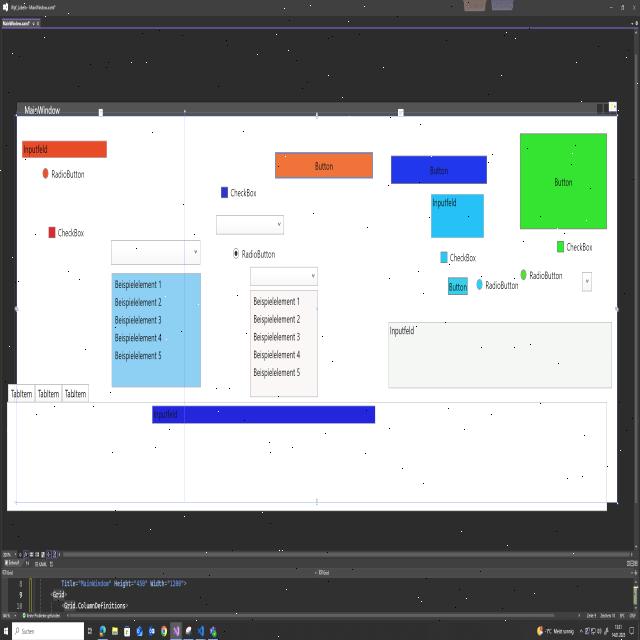 MainWindow.xaml*
MainWindow
Inputfeld
RadioButton
CheckBox
Button
CheckBox
RadioButton
Button
Inputfeld
CheckBox
Button
RadioButton
Button
CheckBox
RadioButton
Beispielelement 1
Beispielelement 2
Beispielelement 3
Beispielelement 4
Beispielelement 5
Beispielelement 1
Beispielelement 2
Beispielelement 3
Beispielelement 4
Beispielelement 5
Inputfeld
TabItem TabItem TabItem
Inputfeld
8 Title="MainWindow" Height="450" Width="1200">
9 <Grid>
10 <Grid.ColumnDefinitions>
Suchen